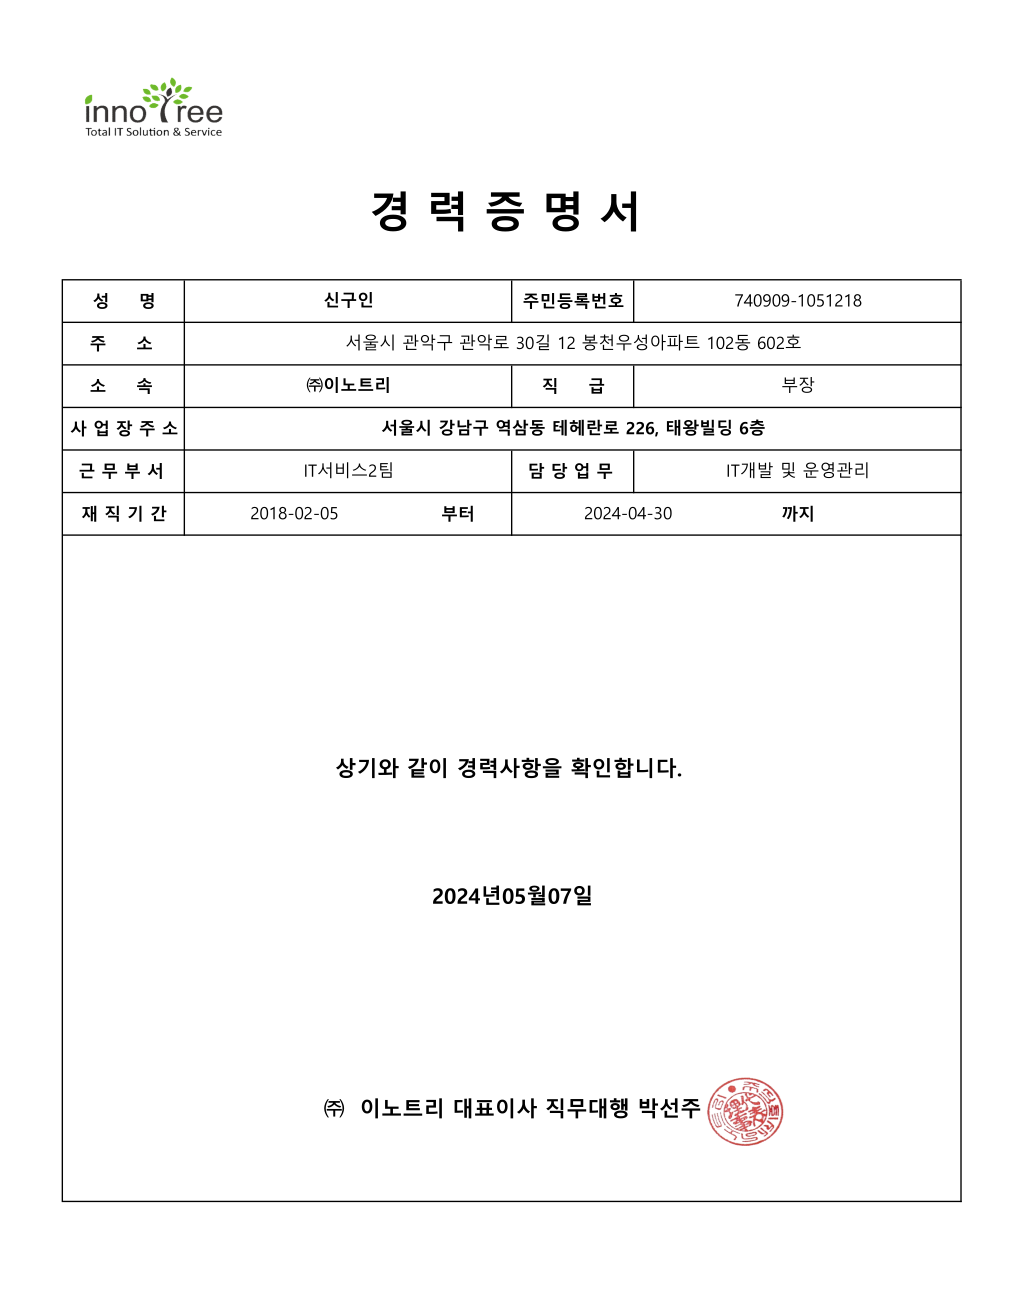 inno Tree
Total IT Solution & Service
경 력 증 명 서
성 명 신구인 주민등록번호 740909-1051218
주 소 서울시 관악구 관악로 30길 12 봉천우성아파트 102동 602호
소 속 ㈜이노트리 직 급 부장
사 업 장 주 소 서울시 강남구 역삼동 테헤란로 226, 태왕빌딩 6층
근 무 부 서 IT서비스2팀 담 당 업 무 IT개발 및 운영관리
재 직 기 간 2018-02-05 부터 2024-04-30 까지
상기와 같이 경력사항을 확인합니다.
2024년05월07일
㈜ 이노트리 대표이사 직무대행 박선주